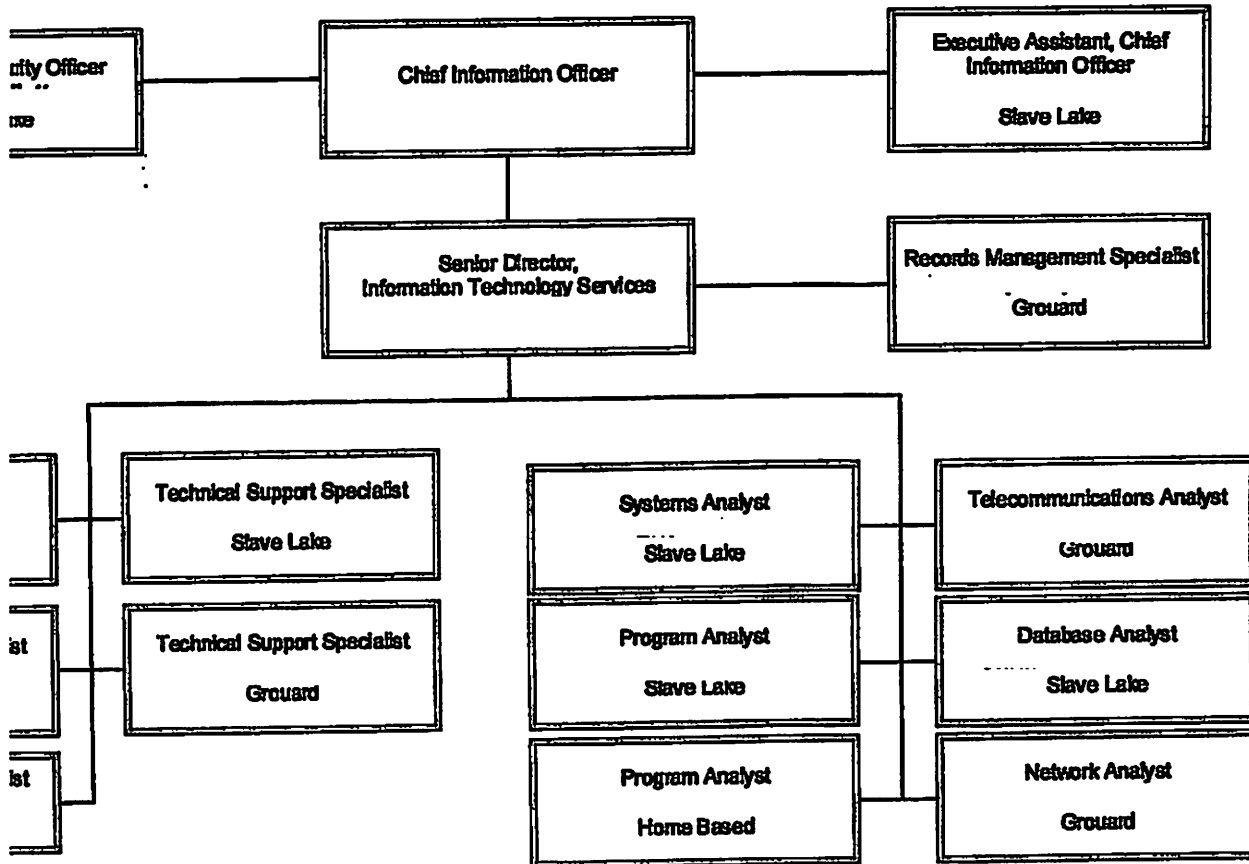 Officer
Chief Information Officer
Executive Assistant, Chief
Information Officer
Slave Lake
Senior Director,
Information Technology Services
Records Management Specialist
Grouard
Technical Support Specialist
Slave Lake
Systems Analyst
Slave Lake
Telecommunications Analyst
Grouard
Technical Support Specialist
Grouard
Program Analyst
Slave Lake
Database Analyst
Slave Lake
Program Analyst
Home Based
Network Analyst
Grouard